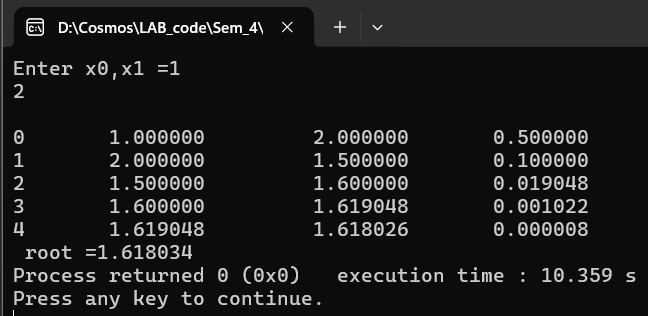 D:\Cosmos\LAB_code\Sem_4\
Enter x0,x1 =1
2
0 1.000000 2.000000 0.500000
1 2.000000 1.500000 0.100000
2 1.500000 1.600000 0.019048
3 1.600000 1.619048 0.001022
4 1.619048 1.618026 0.000008
root =1.618034
Process returned 0 (0x0) execution time : 10.359 s
Press any key to continue.